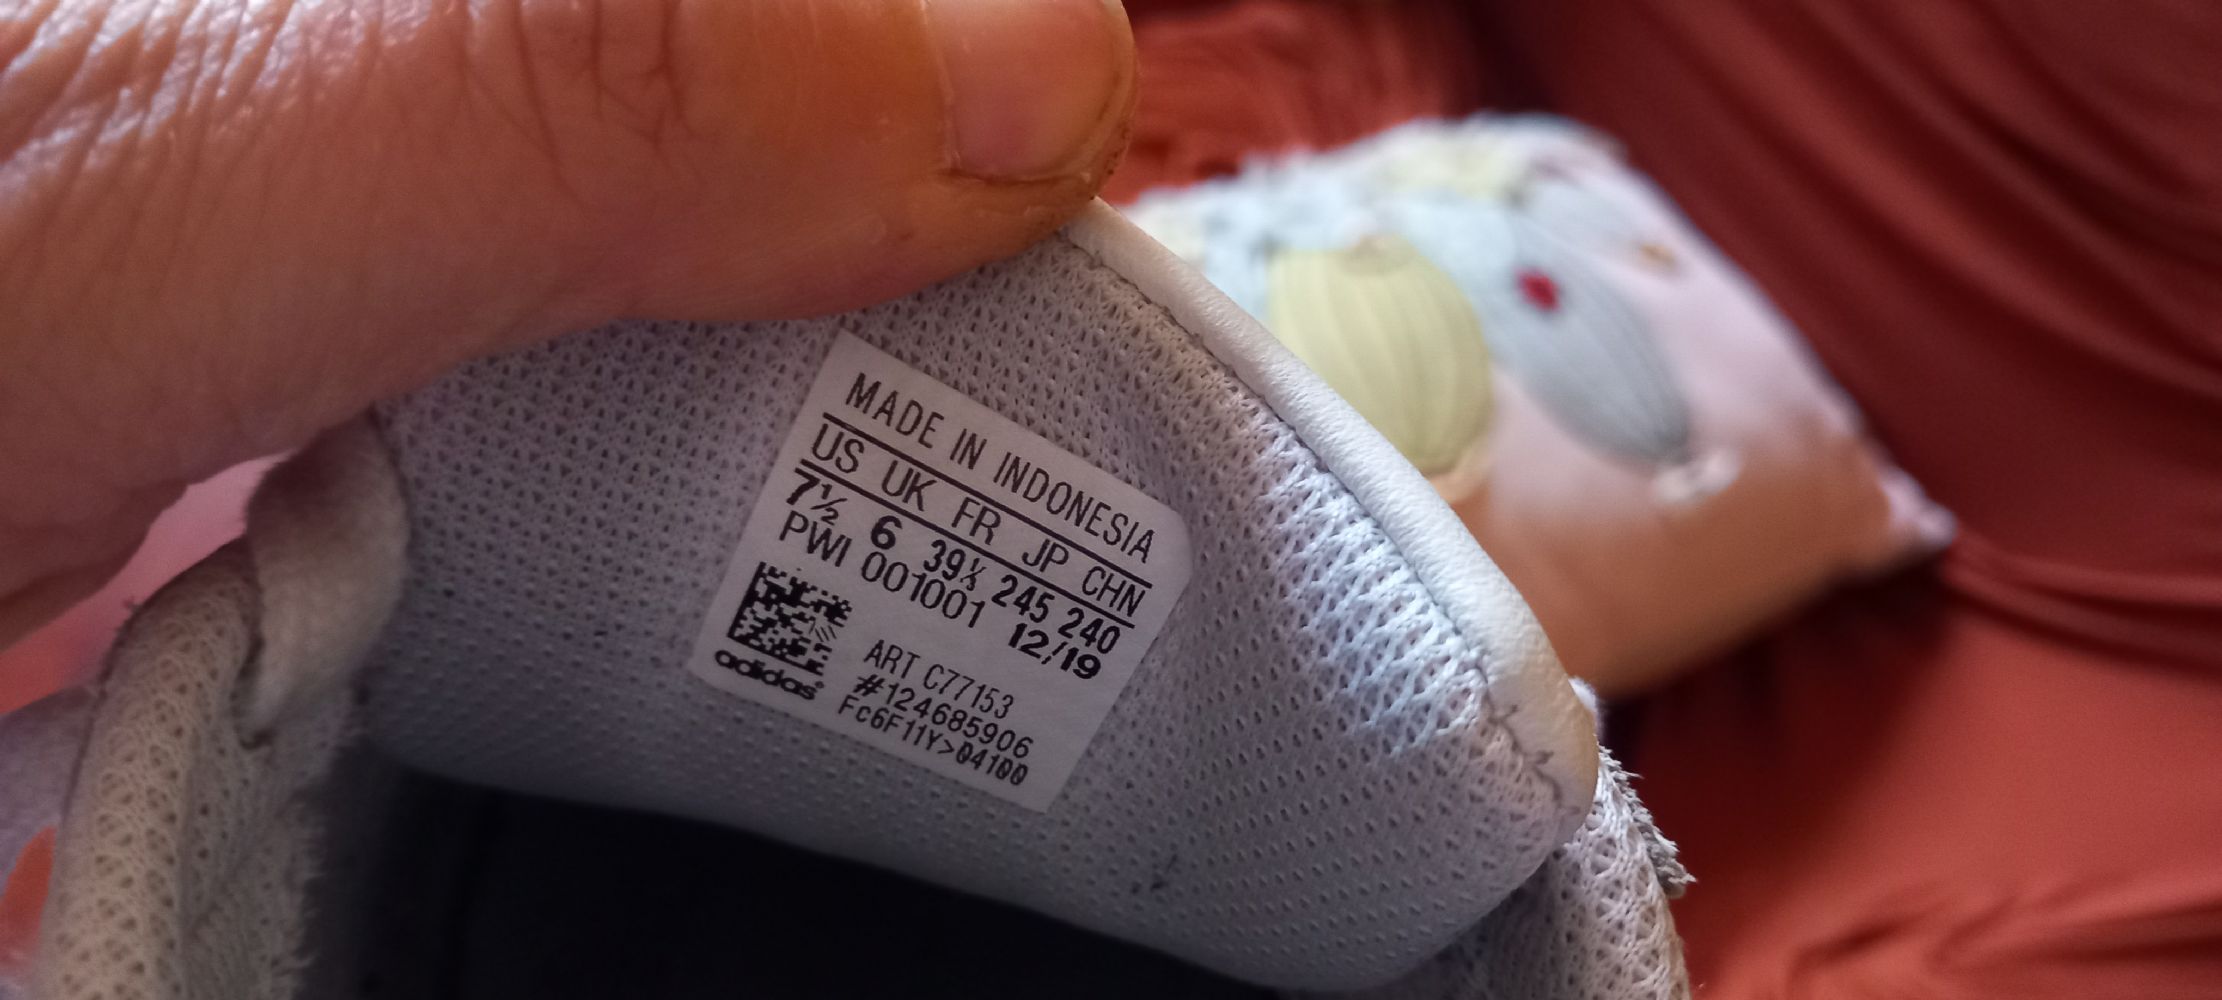 MADE IN INDONESIA
US UK FR JP CHN
7½ 6 39⅓ 245 240
PWI 001001 12/19
ART C77153
#124685906
Fc6F11Y>04100
adidas